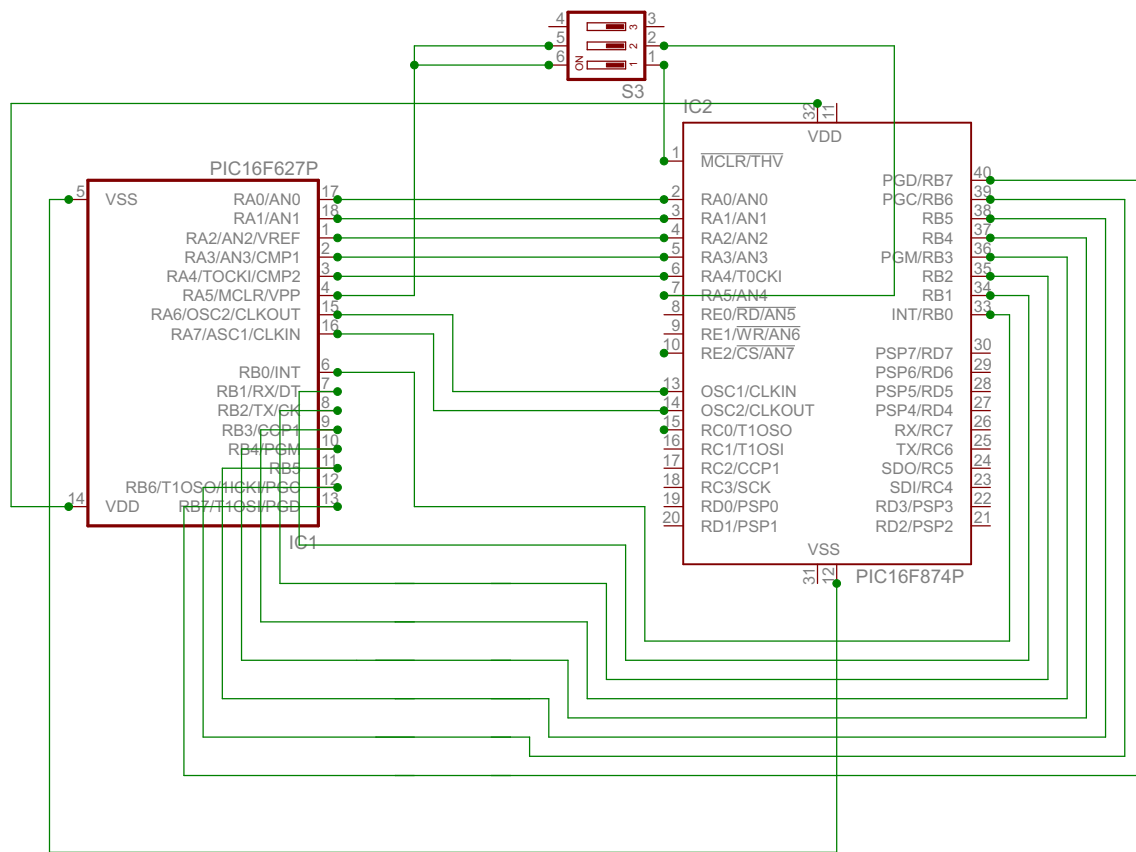 4 3 3
5 2 2
6 ON 1 1
S3
IC2
32 11
VDD
PIC16F627P
5 VSS
14 VDD
RA0/AN0 17
RA1/AN1 18
RA2/AN2/VREF 1
RA3/AN3/CMP1 2
RA4/TOCKI/CMP2 3
RA5/MCLR/VPP 4
RA6/OSC2/CLKOUT 15
RA7/ASC1/CLKIN 16
RB0/INT 6
RB1/RX/DT 7
RB2/TX/CK 8
RB3/CCP1 9
RB4/PGM 10
RB5 11
RB6/T1OSO/1ICKI/PGC 12
RB7/T1OSI/PGD 13
IC1
1 MCLR/THV
2 RA0/AN0
3 RA1/AN1
4 RA2/AN2
5 RA3/AN3
6 RA4/T0CKI
7 RA5/AN4
8 RE0/RD/AN5
9 RE1/WR/AN6
10 RE2/CS/AN7
13 OSC1/CLKIN
14 OSC2/CLKOUT
15 RC0/T1OSO
16 RC1/T1OSI
17 RC2/CCP1
18 RC3/SCK
19 RD0/PSP0
20 RD1/PSP1
PGD/RB7 40
PGC/RB6 39
RB5 38
RB4 37
PGM/RB3 36
RB2 35
RB1 34
INT/RB0 33
PSP7/RD7 30
PSP6/RD6 29
PSP5/RD5 28
PSP4/RD4 27
RX/RC7 26
TX/RC6 25
SDO/RC5 24
SDI/RC4 23
RD3/PSP3 22
RD2/PSP2 21
VSS
31 12
PIC16F874P